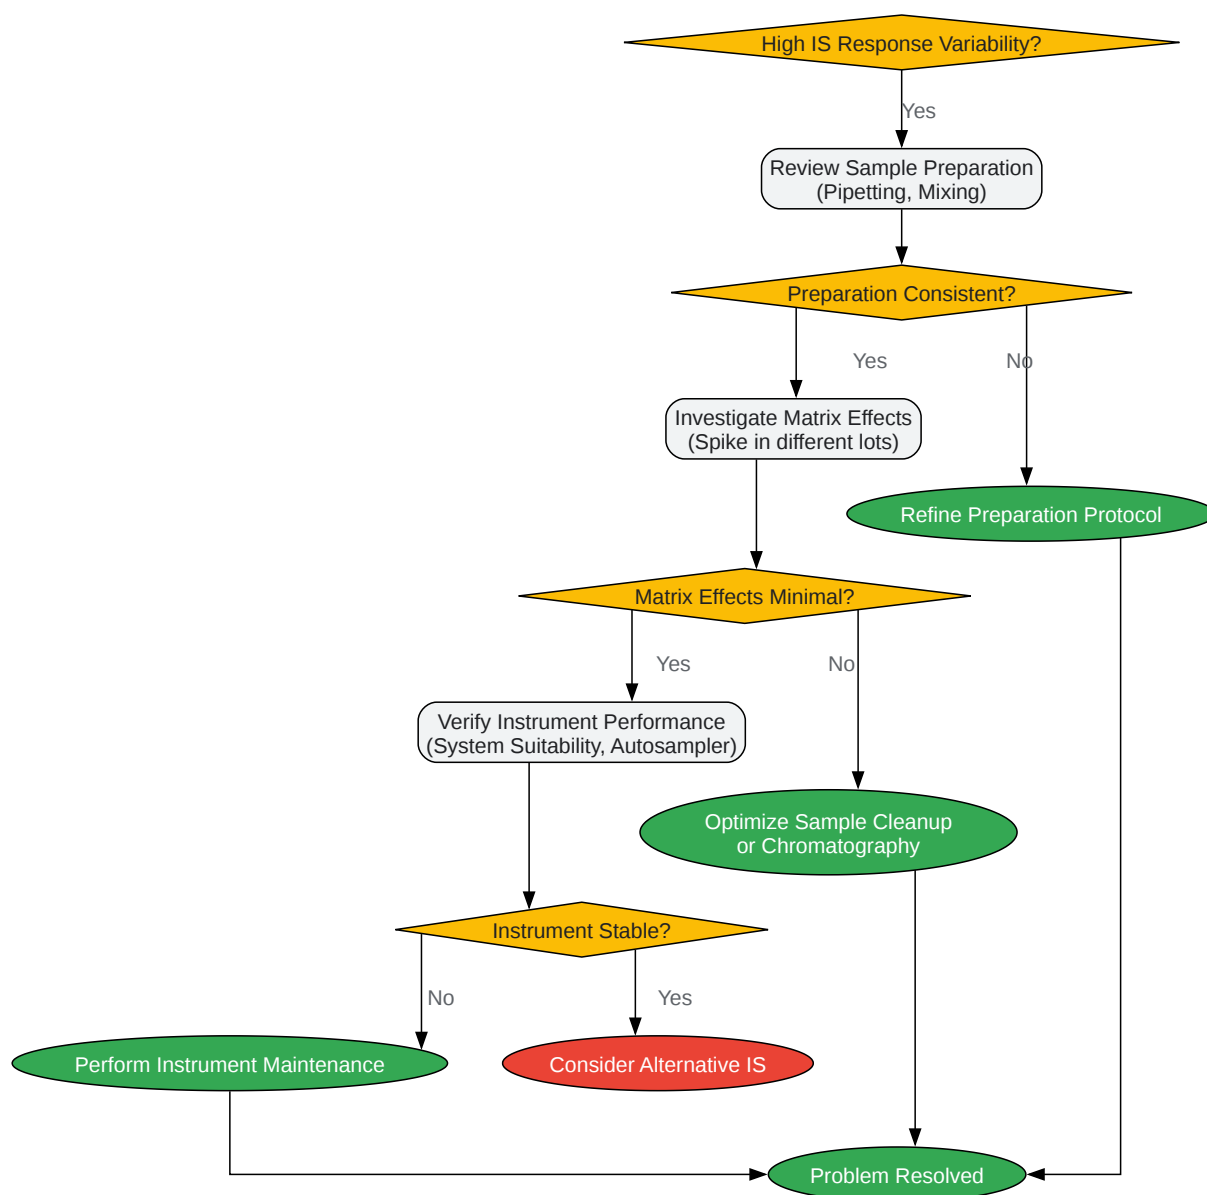 High IS Response Variability?
Yes
Review Sample Preparation
(Pipetting, Mixing)
Preparation Consistent?
Yes
No
Investigate Matrix Effects
(Spike in different lots)
Refine Preparation Protocol
Matrix Effects Minimal?
Yes
No
Verify Instrument Performance
(System Suitability, Autosampler)
Optimize Sample Cleanup
or Chromatography
Instrument Stable?
No
Yes
Perform Instrument Maintenance
Consider Alternative IS
Problem Resolved